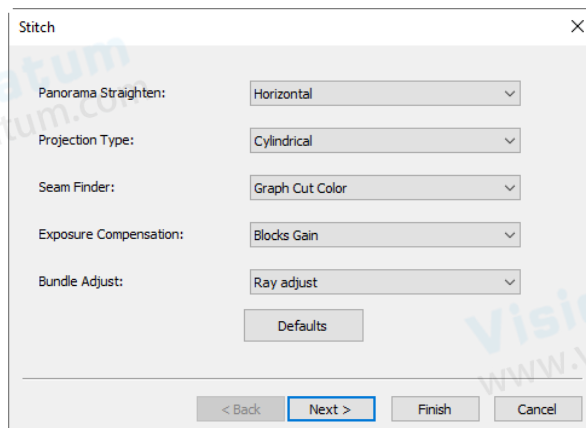 Stitch
Panorama Straighten: Horizontal
Projection Type: Cylindrical
Seam Finder: Graph Cut Color
Exposure Compensation: Blocks Gain
Bundle Adjust: Ray adjust
Defaults
< Back Next > Finish Cancel